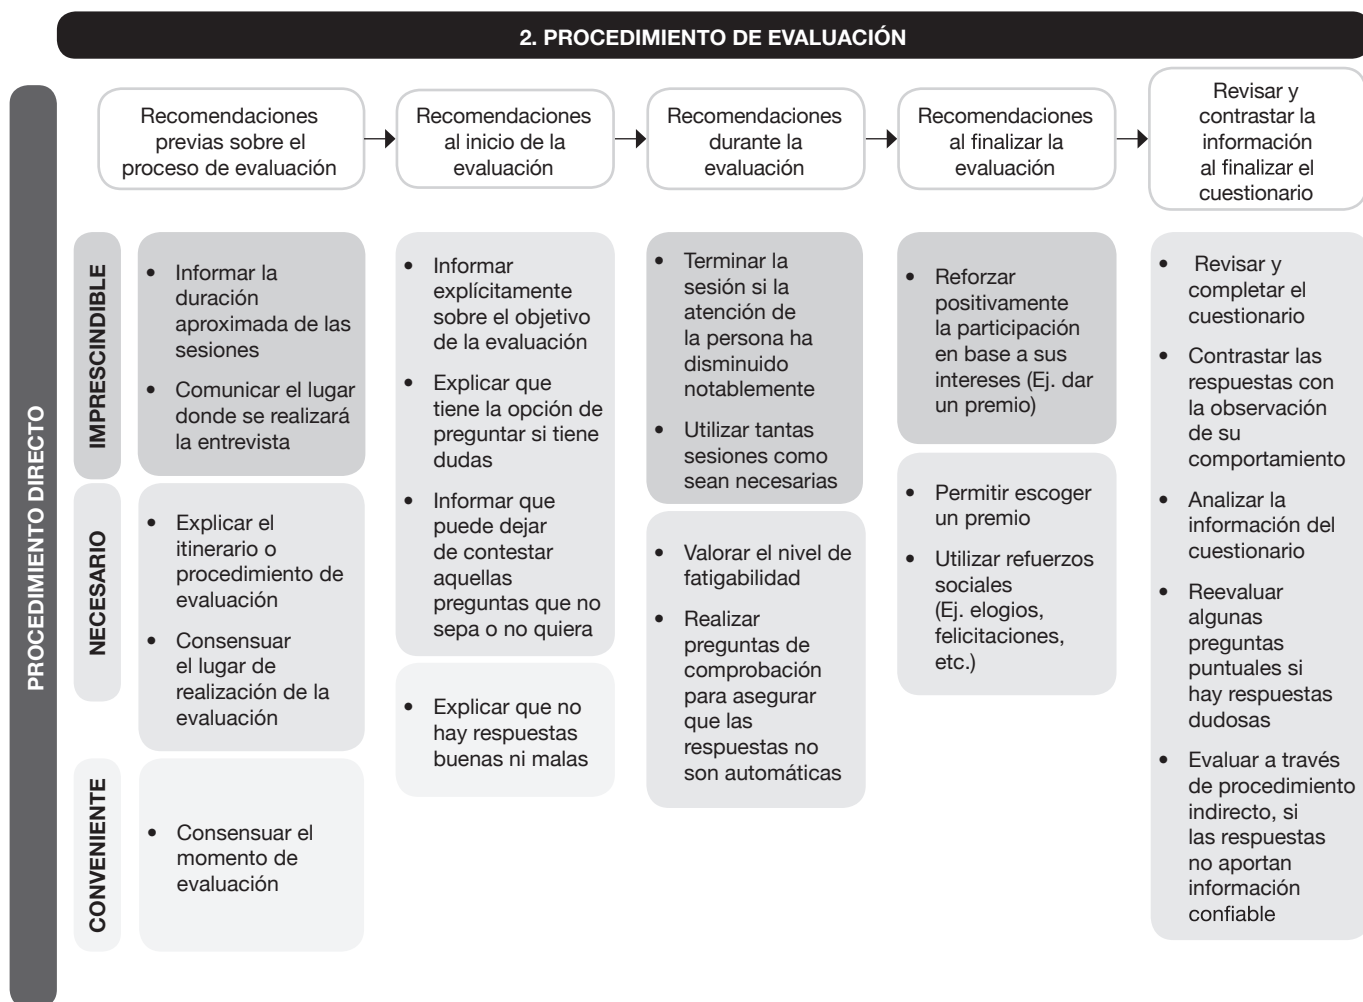 2. PROCEDIMIENTO DE EVALUACIÓN
PROCEDIMIENTO DIRECTO
Recomendaciones
previas sobre el
proceso de evaluación
Recomendaciones
al inicio de la
evaluación
Recomendaciones
durante la
evaluación
Recomendaciones
al finalizar la
evaluación
Revisar y
contrastar la
información
al finalizar el
cuestionario
IMPRESCINDIBLE
NECESARIO
CONVENIENTE
• Informar la
duración
aproximada de las
sesiones
• Comunicar el lugar
donde se realizará
la entrevista
• Explicar el
itinerario o
procedimiento de
evaluación
• Consensuar
el lugar de
realización de la
evaluación
• Consensuar el
momento de
evaluación
• Informar
explícitamente
sobre el objetivo
de la evaluación
• Explicar que
tiene la opción de
preguntar si tiene
dudas
• Informar que
puede dejar
de contestar
aquellas
preguntas que no
sepa o no quiera
• Explicar que no
hay respuestas
buenas ni malas
• Terminar la
sesión si la
atención de
la persona ha
disminuido
notablemente
• Utilizar tantas
sesiones como
sean necesarias
• Valorar el nivel de
fatigabilidad
• Realizar
preguntas de
comprobación
para asegurar
que las
respuestas no
son automáticas
• Reforzar
positivamente
la participación
en base a sus
intereses (Ej. dar
un premio)
• Permitir escoger
un premio
• Utilizar refuerzos
sociales
(Ej. elogios,
felicitaciones,
etc.)
• Revisar y
completar el
cuestionario
• Contrastar las
respuestas con
la observación
de su
comportamiento
• Analizar la
información del
cuestionario
• Reevaluar
algunas
preguntas
puntuales si
hay respuestas
dudosas
• Evaluar a través
de procedimiento
indirecto, si
las respuestas
no aportan
información
confiable